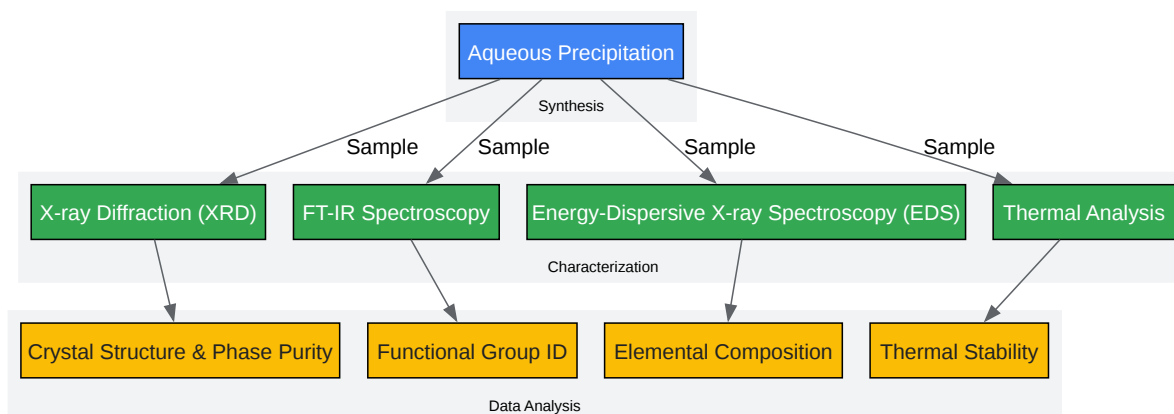 Aqueous Precipitation
Synthesis
Sample
Sample
Sample
Sample
X-ray Diffraction (XRD)
FT-IR Spectroscopy
Energy-Dispersive X-ray Spectroscopy (EDS)
Thermal Analysis
Characterization
Crystal Structure & Phase Purity
Functional Group ID
Elemental Composition
Thermal Stability
Data Analysis